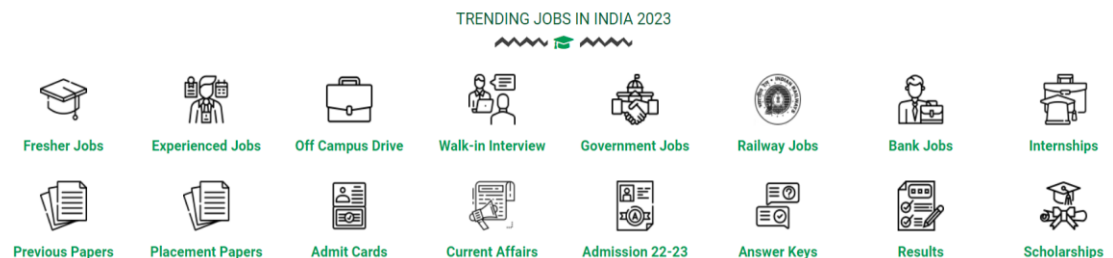 TRENDING JOBS IN INDIA 2023
Fresher Jobs
Experienced Jobs
Off Campus Drive
Walk-in Interview
Government Jobs
Railway Jobs
Bank Jobs
Internships
Previous Papers
Placement Papers
Admit Cards
Current Affairs
Admission 22-23
Answer Keys
Results
Scholarships